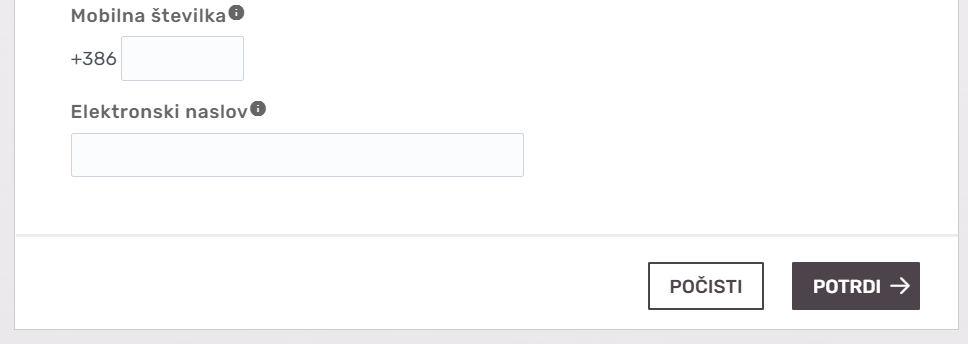 Mobilna številka
+386
Elektronski naslov
POČISTI
POTRDI